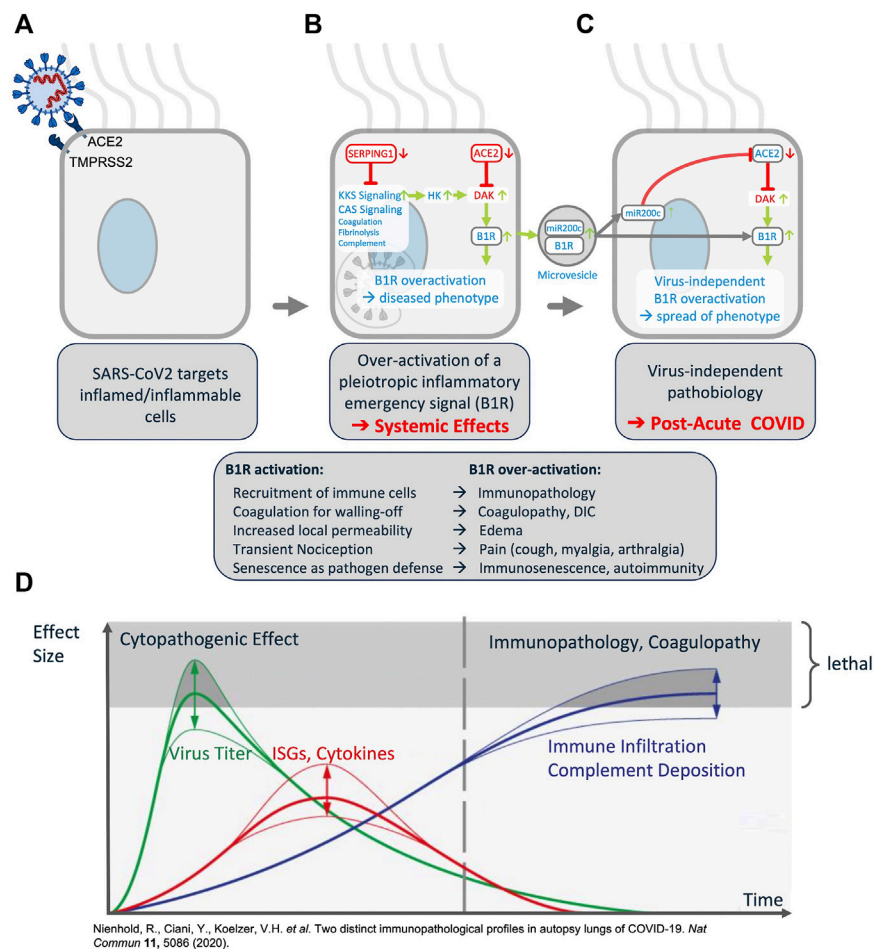 A
B
C
ACE2
TMPRSS2
SERPING1 ↓
ACE2 ↓
KKS Signaling ↑ HK ↑ DAK ↑
CAS Signaling
Coagulation
Fibrinolysis
Complement
B1R ↑
B1R overactivation
→ diseased phenotype
miR200c ↑
B1R
Microvesicle
miR200c ↑
ACE2 ↓
DAK ↑
B1R ↑
Virus-independent
B1R overactivation
→ spread of phenotype
SARS-CoV2 targets
inflamed/inflammable
cells
Over-activation of a
pleiotropic inflammatory
emergency signal (B1R)
→ Systemic Effects
Virus-independent
pathobiology
→ Post-Acute COVID
B1R activation: B1R over-activation:
Recruitment of immune cells → Immunopathology
Coagulation for walling-off → Coagulopathy, DIC
Increased local permeability → Edema
Transient Nociception → Pain (cough, myalgia, arthralgia)
Senescence as pathogen defense → Immunosenescence, autoimmunity
D
Effect
Size
Cytopathogenic Effect
Immunopathology, Coagulopathy
lethal
Virus Titer
ISGs, Cytokines
Immune Infiltration
Complement Deposition
Time
Nienhold, R., Ciani, Y., Koelzer, V.H. et al. Two distinct immunopathological profiles in autopsy lungs of COVID-19. Nat
Commun 11, 5086 (2020).